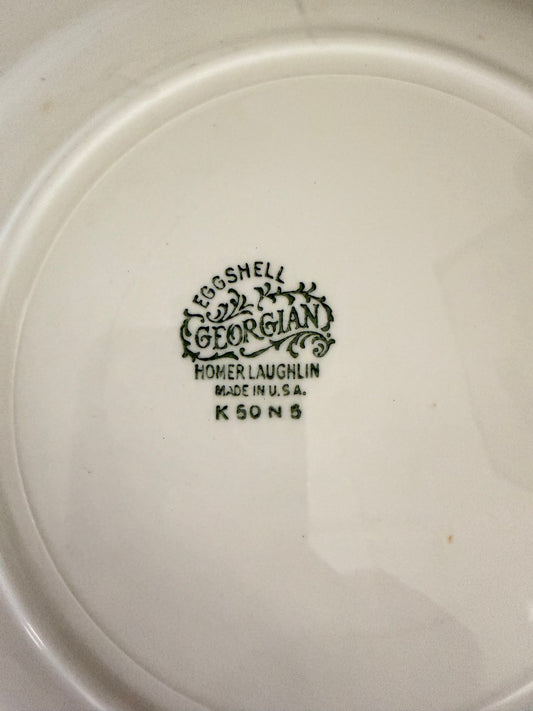 EGGSHELL
GEORGIAN
HOMER LAUGHLIN
MADE IN U.S.A.
K 50 N 5